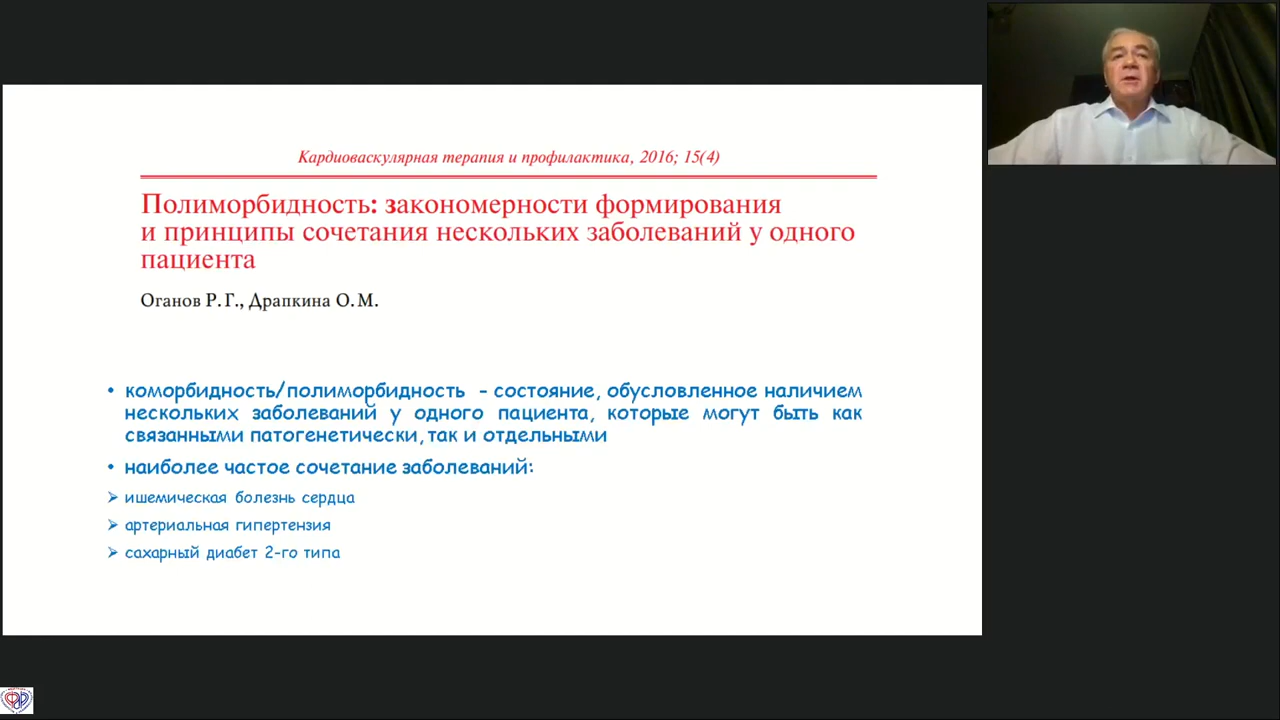 Кардиоваскулярная терапия и профилактика, 2016; 15(4)
Полиморбидность: закономерности формирования
и принципы сочетания нескольких заболеваний у одного
пациента
Оганов Р. Г., Драпкина О. М.
• коморбидность/полиморбидность - состояние, обусловленное наличием
нескольких заболеваний у одного пациента, которые могут быть как
связанными патогенетически, так и отдельными
• наиболее частое сочетание заболеваний:
➢ ишемическая болезнь сердца
➢ артериальная гипертензия
➢ сахарный диабет 2-го типа